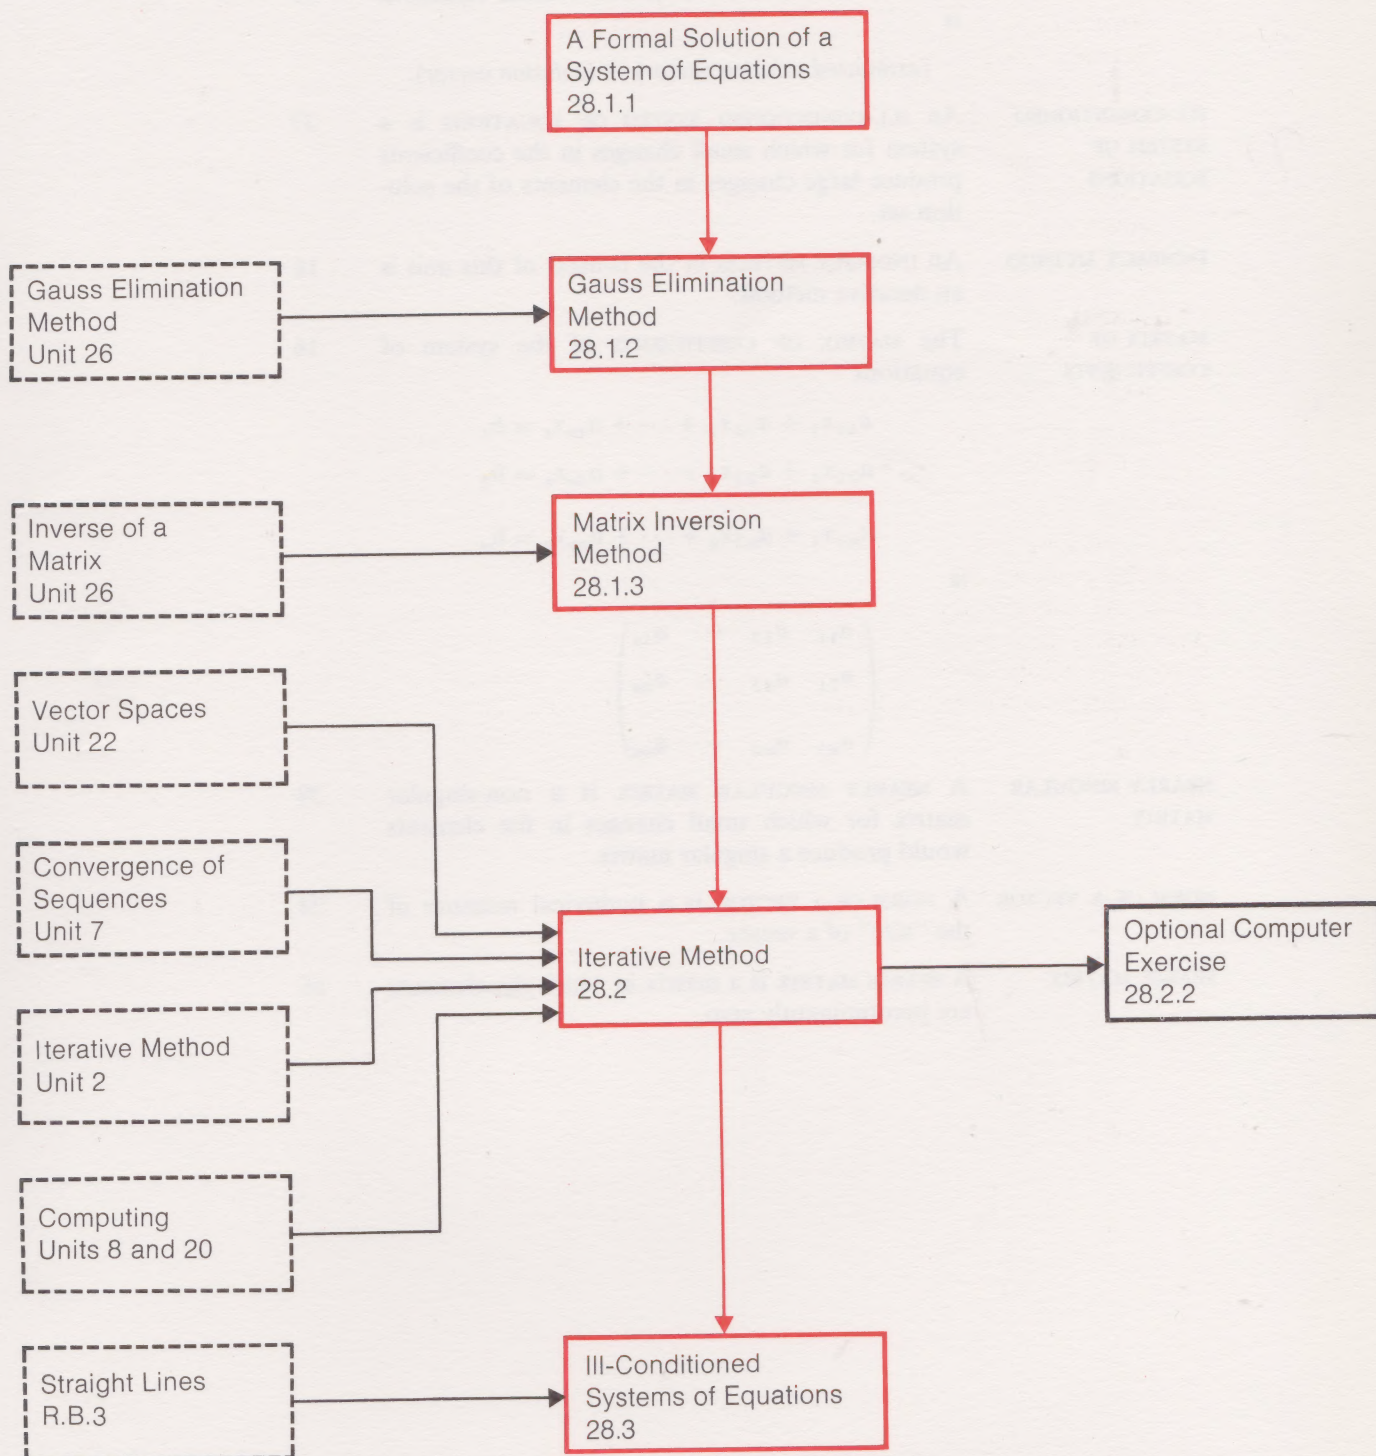 A Formal Solution of a
System of Equations
28.1.1
Gauss Elimination
Method
Unit 26
Gauss Elimination
Method
28.1.2
Inverse of a
Matrix
Unit 26
Matrix Inversion
Method
28.1.3
Vector Spaces
Unit 22
Convergence of
Sequences
Unit 7
Iterative Method
28.2
Optional Computer
Exercise
28.2.2
Iterative Method
Unit 2
Computing
Units 8 and 20
Straight Lines
R.B.3
Ill-Conditioned
Systems of Equations
28.3